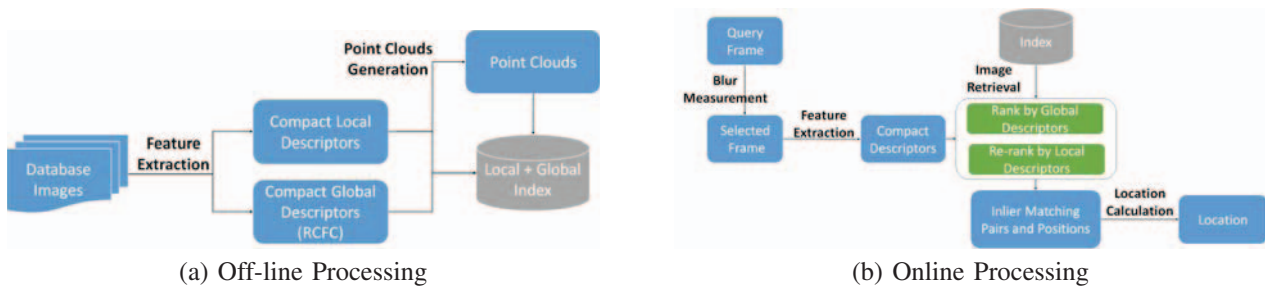 Database
Images
Feature
Extraction
Compact Local
Descriptors
Compact Global
Descriptors
(RCFC)
Point Clouds
Generation
Point Clouds
Local + Global
Index
(a) Off-line Processing
Query
Frame
Blur
Measurement
Selected
Frame
Feature
Extraction
Compact
Descriptors
Index
Image
Retrieval
Rank by Global
Descriptors
Re-rank by Local
Descriptors
Inlier Matching
Pairs and Positions
Location
Calculation
Location
(b) Online Processing